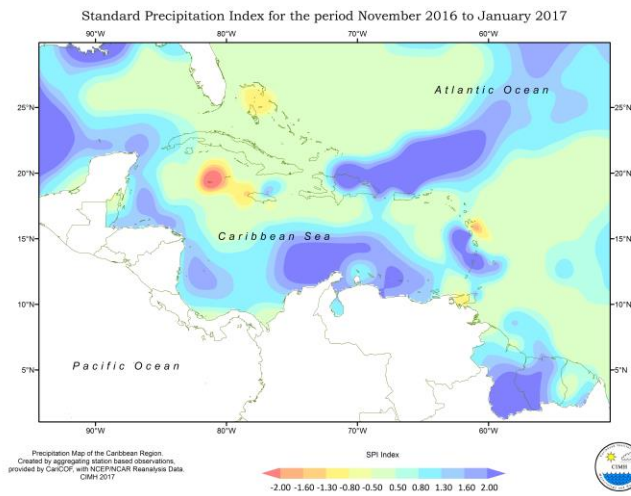 Standard Precipitation Index for the period November 2016 to January 2017
90°W 80°W 70°W 60°W
25°N 25°N
20°N 20°N
15°N 15°N
10°N 10°N
5°N 5°N
Atlantic Ocean
Caribbean Sea
Pacific Ocean
90°W 80°W 70°W 60°W
Precipitation Map of the Caribbean Region.
Created by aggregating station based observations,
provided by CariCOF, with NCEP/NCAR Reanalysis Data.
CIMH 2017
SPI Index
-2.00 -1.60 -1.30 -0.80 -0.50 0.50 0.80 1.30 1.60 2.00
CIMH